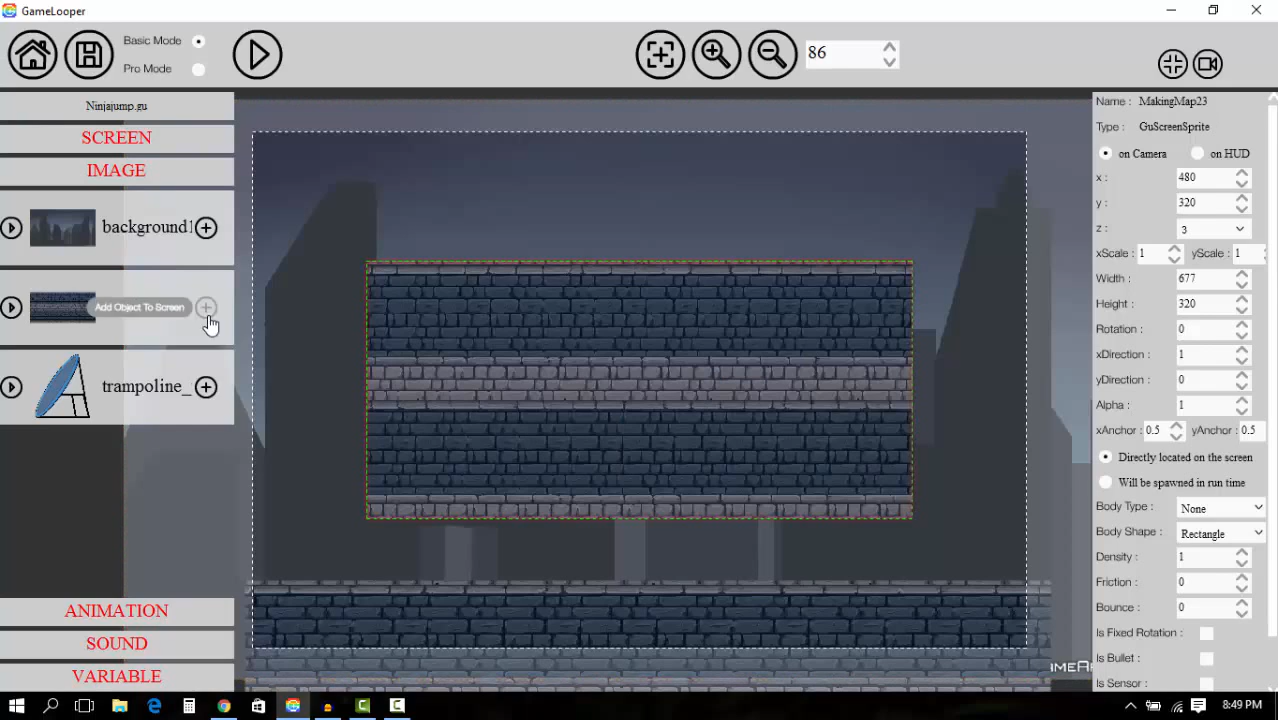 GameLooper
Basic Mode
Pro Mode
86
Ninjajump.gu
SCREEN
IMAGE
background1
Add Object To Screen
trampoline_
ANIMATION
SOUND
VARIABLE
Name : MakingMap23
Type : GuScreenSprite
on Camera on HUD
x : 480
y : 320
z : 3
xScale : 1 yScale : 1
Width : 677
Height : 320
Rotation : 0
xDirection : 1
yDirection : 0
Alpha : 1
xAnchor : 0.5 yAnchor : 0.5
Directly located on the screen
Will be spawned in run time
Body Type : None
Body Shape : Rectangle
Density : 1
Friction : 0
Bounce : 0
Is Fixed Rotation :
Is Bullet :
Is Sensor :
8:49 PM